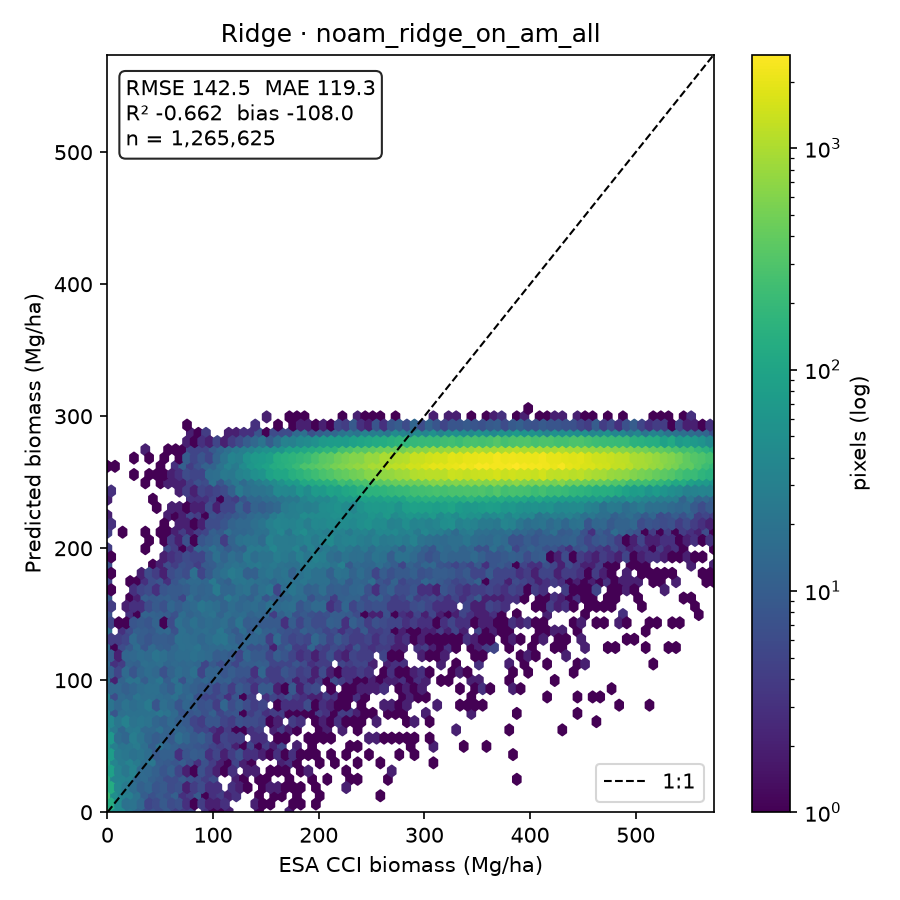 Ridge · noam_ridge_on_am_all
RMSE 142.5  MAE 119.3
R² -0.662  bias -108.0
n = 1,265,625
500
400
300
200
100
0
Predicted biomass (Mg/ha)
0 100 200 300 400 500
ESA CCI biomass (Mg/ha)
1:1
10³
10²
10¹
10⁰
pixels (log)